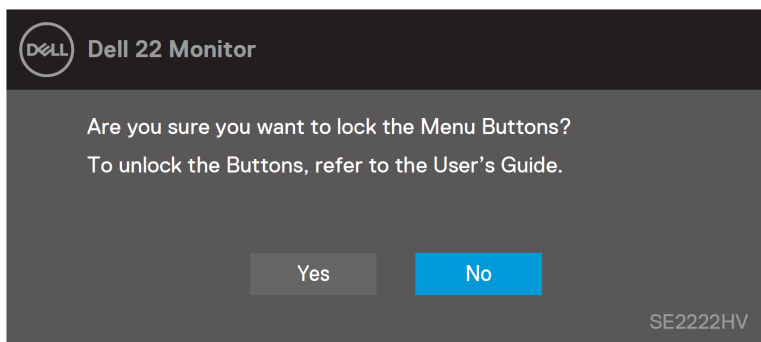 DELL
Dell 22 Monitor
Are you sure you want to lock the Menu Buttons?
To unlock the Buttons, refer to the User’s Guide.
Yes
No
SE2222HV